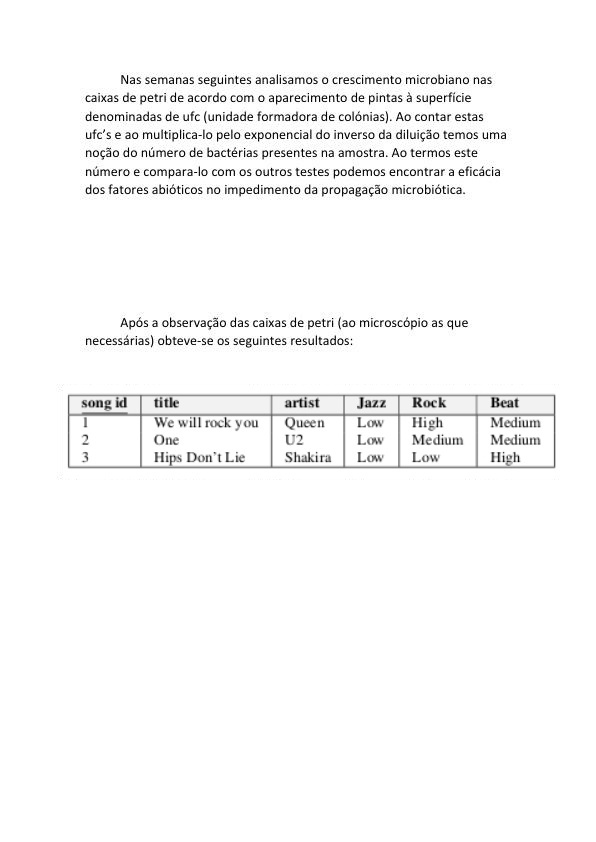 Nas semanas seguintes analisamos o crescimento microbiano nas
caixas de petri de acordo com o aparecimento de pintas à superfície
denominadas de ufc (unidade formadora de colónias). Ao contar estas
ufc's e ao multiplica-lo pelo exponencial do inverso da diluição temos uma
noção do número de bactérias presentes na amostra. Ao termos este
número e compara-lo com os outros testes podemos encontrar a eficácia
dos fatores abióticos no impedimento da propagação microbiótica.
Após a observação das caixas de petri (ao microscópio as que
necessárias) obteve-se os seguintes resultados:
song id title artist Jazz Rock Beat
1 We will rock you Queen Low High Medium
2 One U2 Low Medium Medium
3 Hips Don't Lie Shakira Low Low High